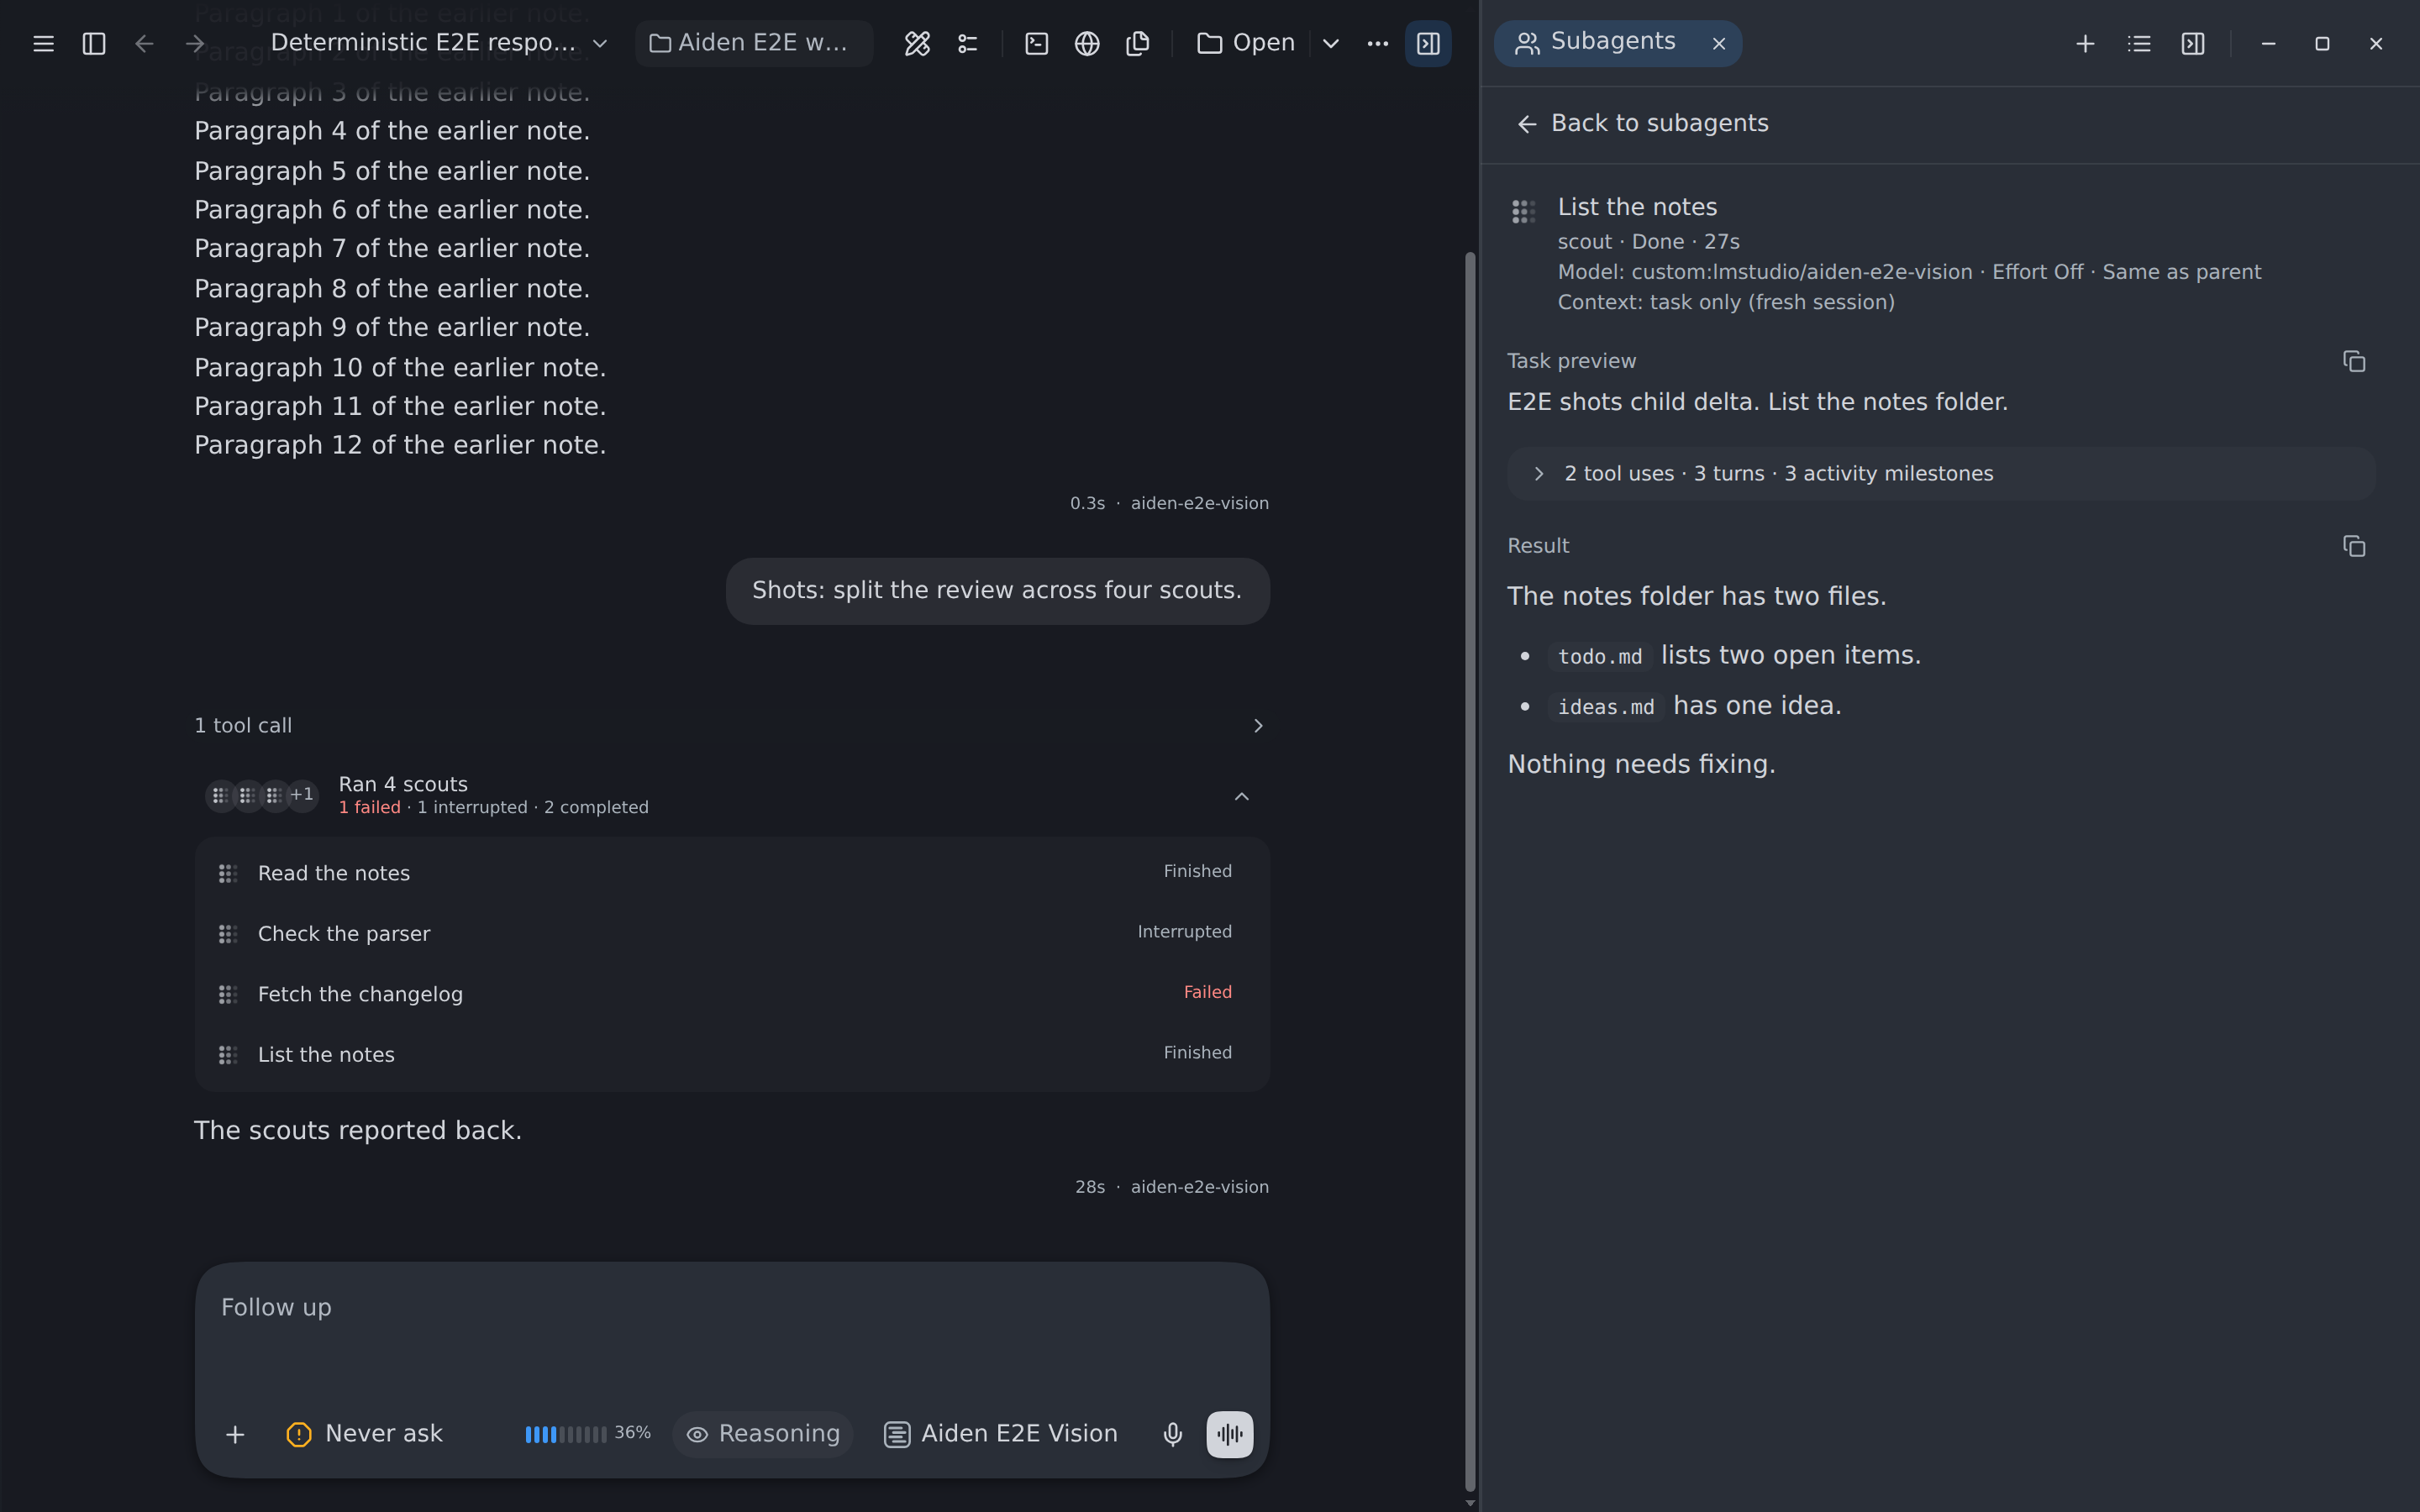 Paragraph 1 of the earlier note.
Deterministic E2E respo...
Aiden E2E w...
Open
Paragraph 3 of the earlier note.
Paragraph 4 of the earlier note.
Paragraph 5 of the earlier note.
Paragraph 6 of the earlier note.
Paragraph 7 of the earlier note.
Paragraph 8 of the earlier note.
Paragraph 9 of the earlier note.
Paragraph 10 of the earlier note.
Paragraph 11 of the earlier note.
Paragraph 12 of the earlier note.
0.3s · aiden-e2e-vision
Shots: split the review across four scouts.
1 tool call
+1
Ran 4 scouts
1 failed · 1 interrupted · 2 completed
Read the notes
Finished
Check the parser
Interrupted
Fetch the changelog
Failed
List the notes
Finished
The scouts reported back.
28s · aiden-e2e-vision
Follow up
Never ask
36%
Reasoning
Aiden E2E Vision
Subagents
Back to subagents
List the notes
scout · Done · 27s
Model: custom:lmstudio/aiden-e2e-vision · Effort Off · Same as parent
Context: task only (fresh session)
Task preview
E2E shots child delta. List the notes folder.
2 tool uses · 3 turns · 3 activity milestones
Result
The notes folder has two files.
• todo.md lists two open items.
• ideas.md has one idea.
Nothing needs fixing.